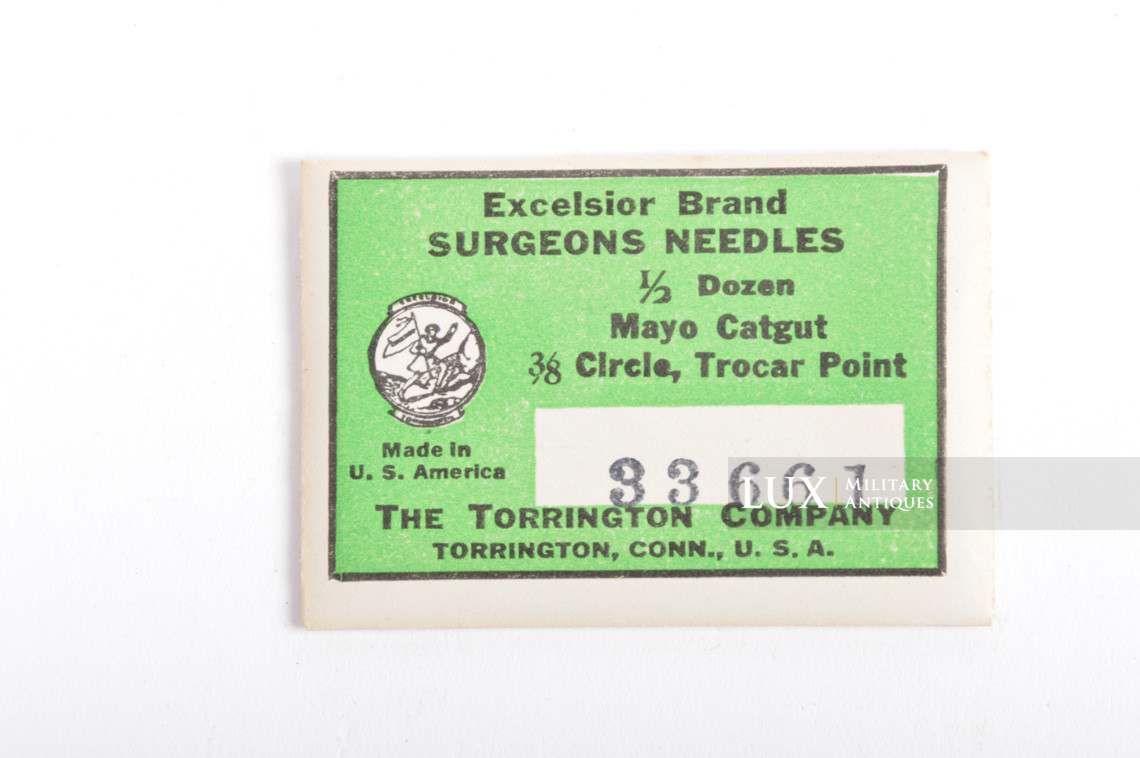 Excelsior Brand
SURGEONS NEEDLES
½ Dozen
Mayo Catgut
⅜ Circle, Trocar Point
EXCELSIOR
Made in
U. S. America
33661
THE TORRINGTON COMPANY
TORRINGTON, CONN., U. S. A.
LUX MILITARY
ANTIQUES